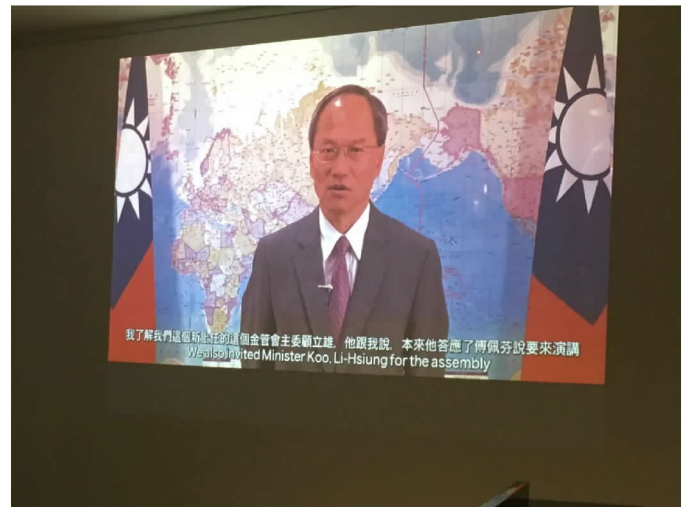 我了解我們這個新上任的這個金管會主委顧立雄, 他跟我說, 本來他答應了傅佩芬說要來演講
We also invited Minister Koo, Li-Hsiung for the assembly